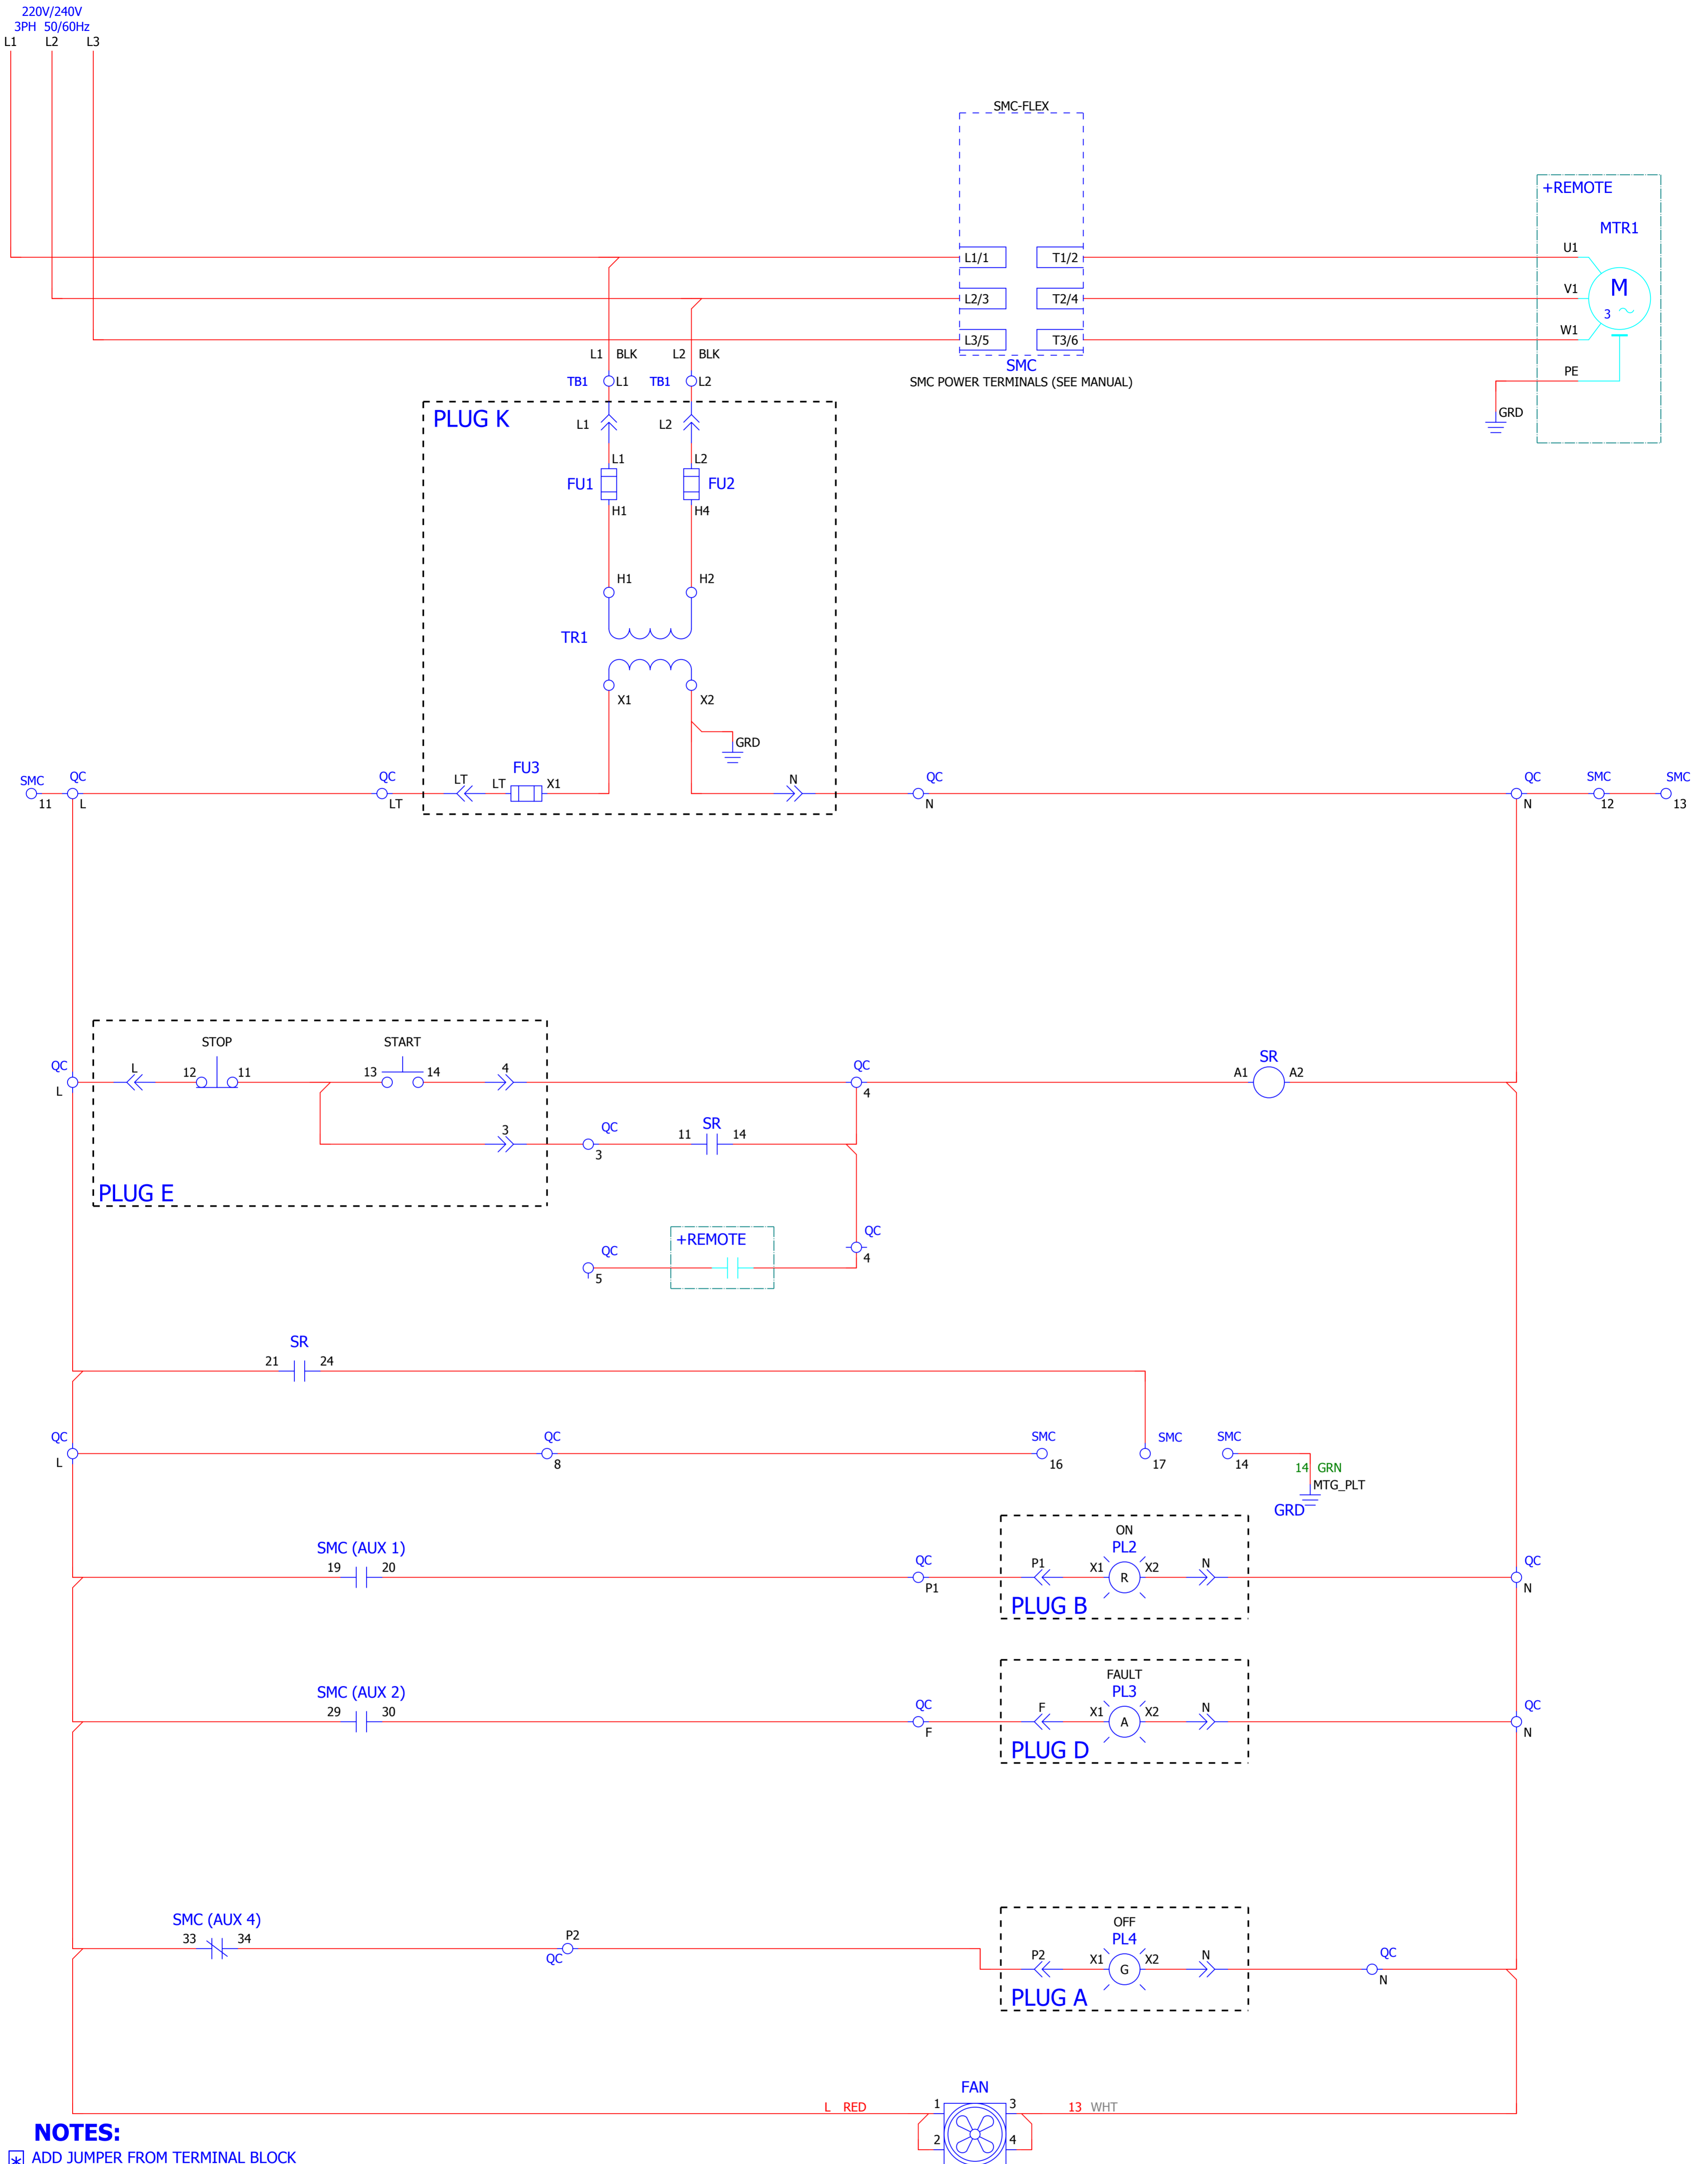 220V/240V
3PH 50/60Hz
L1 L2 L3
SMC-FLEX
+REMOTE
MTR1
U1
L1/1 T1/2
M
V1
3
L2/3 T2/4
W1
L3/5 T3/6
L1 BLK L2 BLK
SMC
PE
TB1 L1 TB1 L2
SMC POWER TERMINALS (SEE MANUAL)
GRD
PLUG K
L1 L2
L1 L2
FU1 FU2
H1 H4
H1 H2
TR1
X1 X2
GRD
FU3
SMC QC QC LT LT X1 N QC QC SMC SMC
11 L LT N N 12 13
STOP START
QC L 12 11 13 14 4 QC SR
A1 A2
L 4
3 QC 11 SR 14
3
PLUG E
QC +REMOTE QC
5 4
SR
21 24
QC QC SMC SMC SMC
L 8 16 17 14
14 GRN
MTG_PLT
GRD
ON
SMC (AUX 1) PL2
19 20 QC P1 X1 R X2 N QC
P1 N
PLUG B
FAULT
SMC (AUX 2) PL3
29 30 QC F X1 A X2 N QC
F N
PLUG D
OFF
SMC (AUX 4) PL4
33 34 P2 P2 X1 G X2 N QC
QC N
PLUG A
FAN
L RED 1 3 13 WHT
2 4
NOTES:
* ADD JUMPER FROM TERMINAL BLOCK